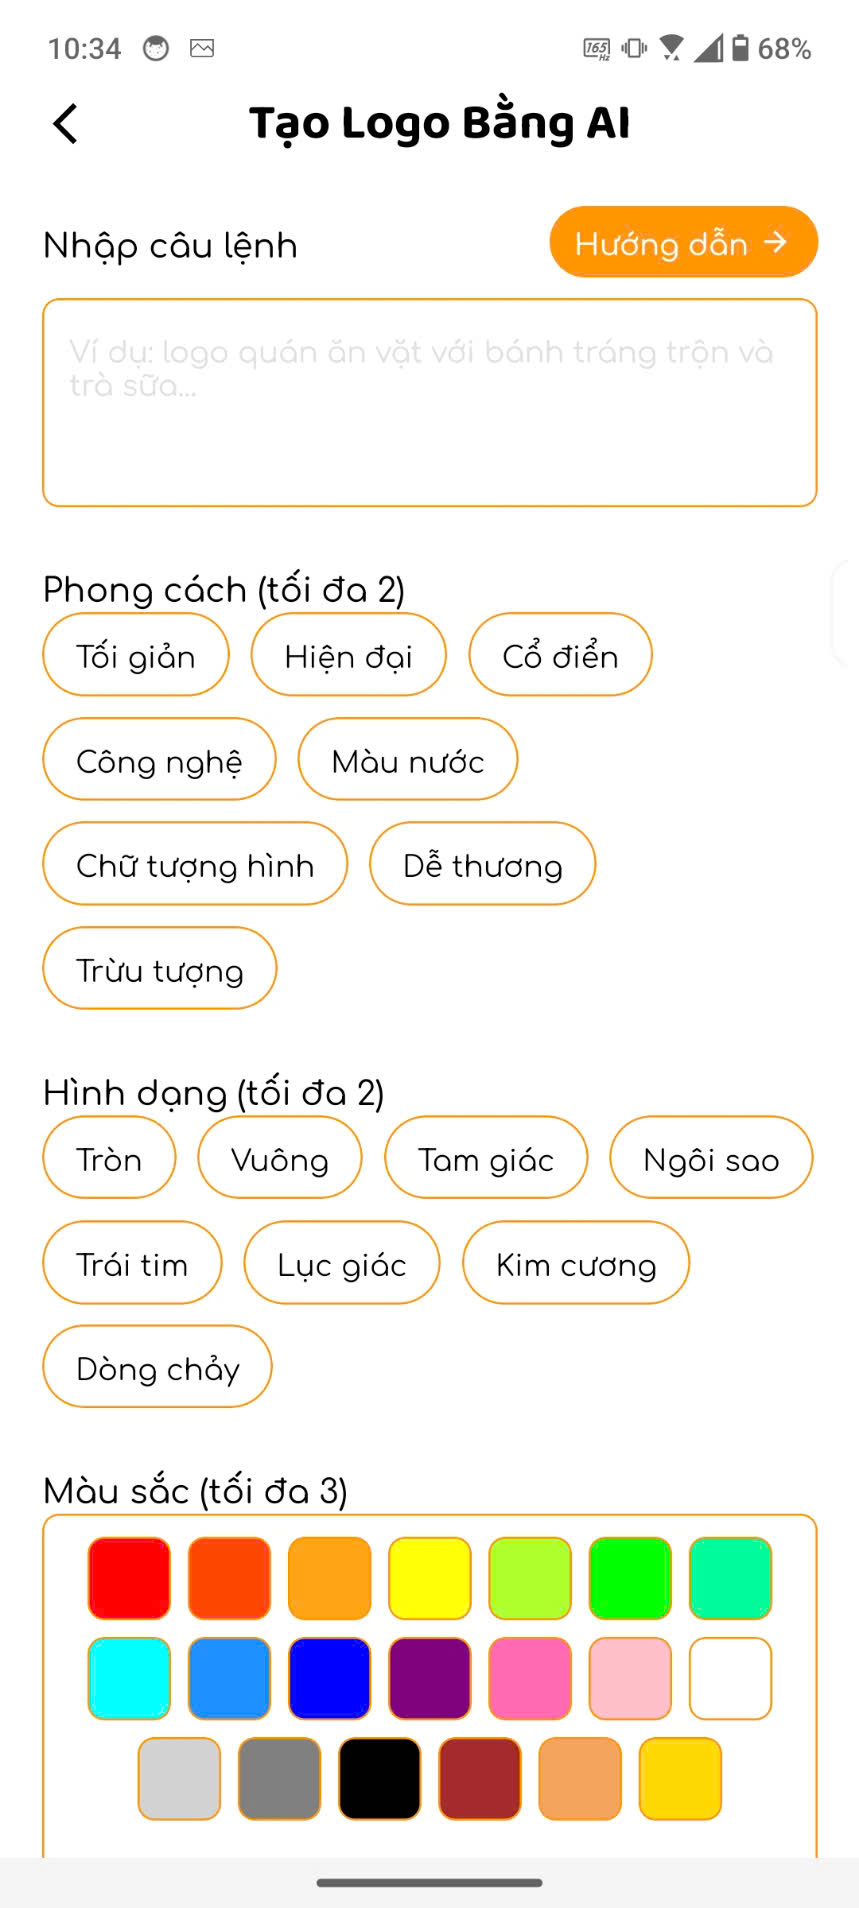 10:34 165 Hz 68%
Tạo Logo Bằng AI
Nhập câu lệnh Hướng dẫn →
Ví dụ: logo quán ăn vặt với bánh tráng trộn và
trà sữa...
Phong cách (tối đa 2)
Tối giản Hiện đại Cổ điển
Công nghệ Màu nước
Chữ tượng hình Dễ thương
Trừu tượng
Hình dạng (tối đa 2)
Tròn Vuông Tam giác Ngôi sao
Trái tim Lục giác Kim cương
Dòng chảy
Màu sắc (tối đa 3)